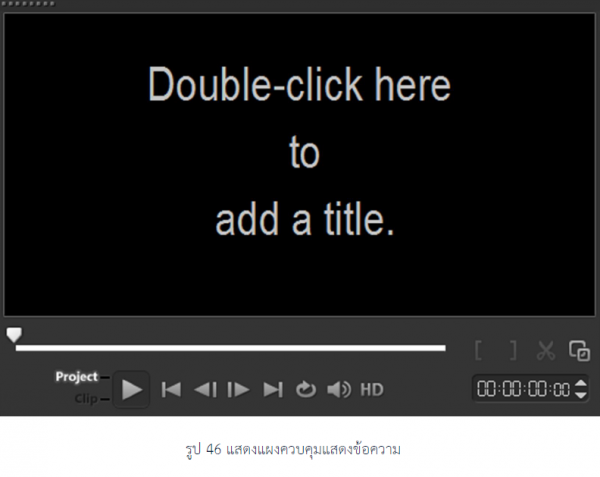 Double-click here
to
add a title.
[ ]
Project
Clip
HD
00:00:00:00
รูป 46 แสดงแผงควบคุมแสดงข้อความ